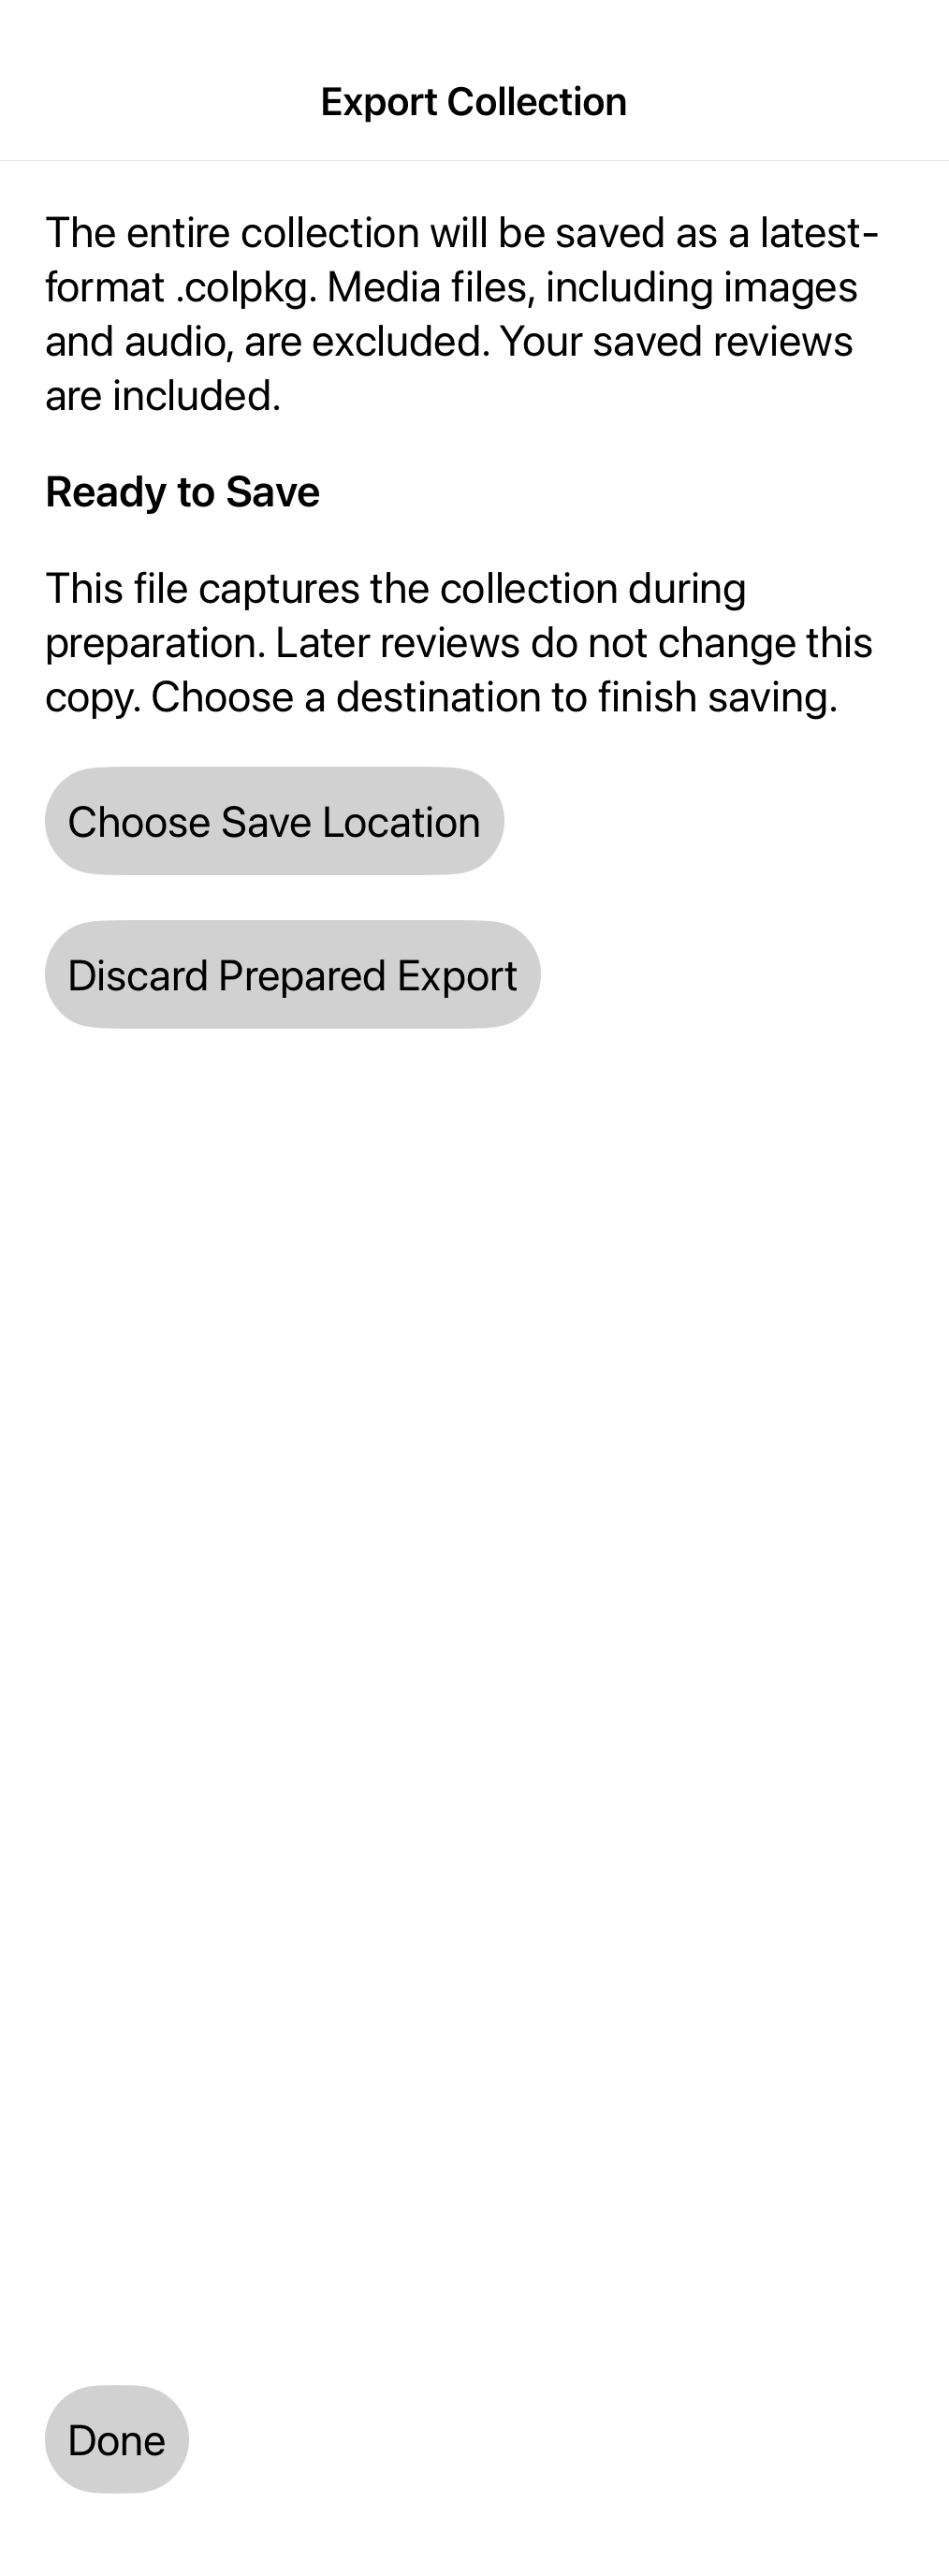 Export Collection
The entire collection will be saved as a latest-
format .colpkg. Media files, including images
and audio, are excluded. Your saved reviews
are included.
Ready to Save
This file captures the collection during
preparation. Later reviews do not change this
copy. Choose a destination to finish saving.
Choose Save Location
Discard Prepared Export
Done